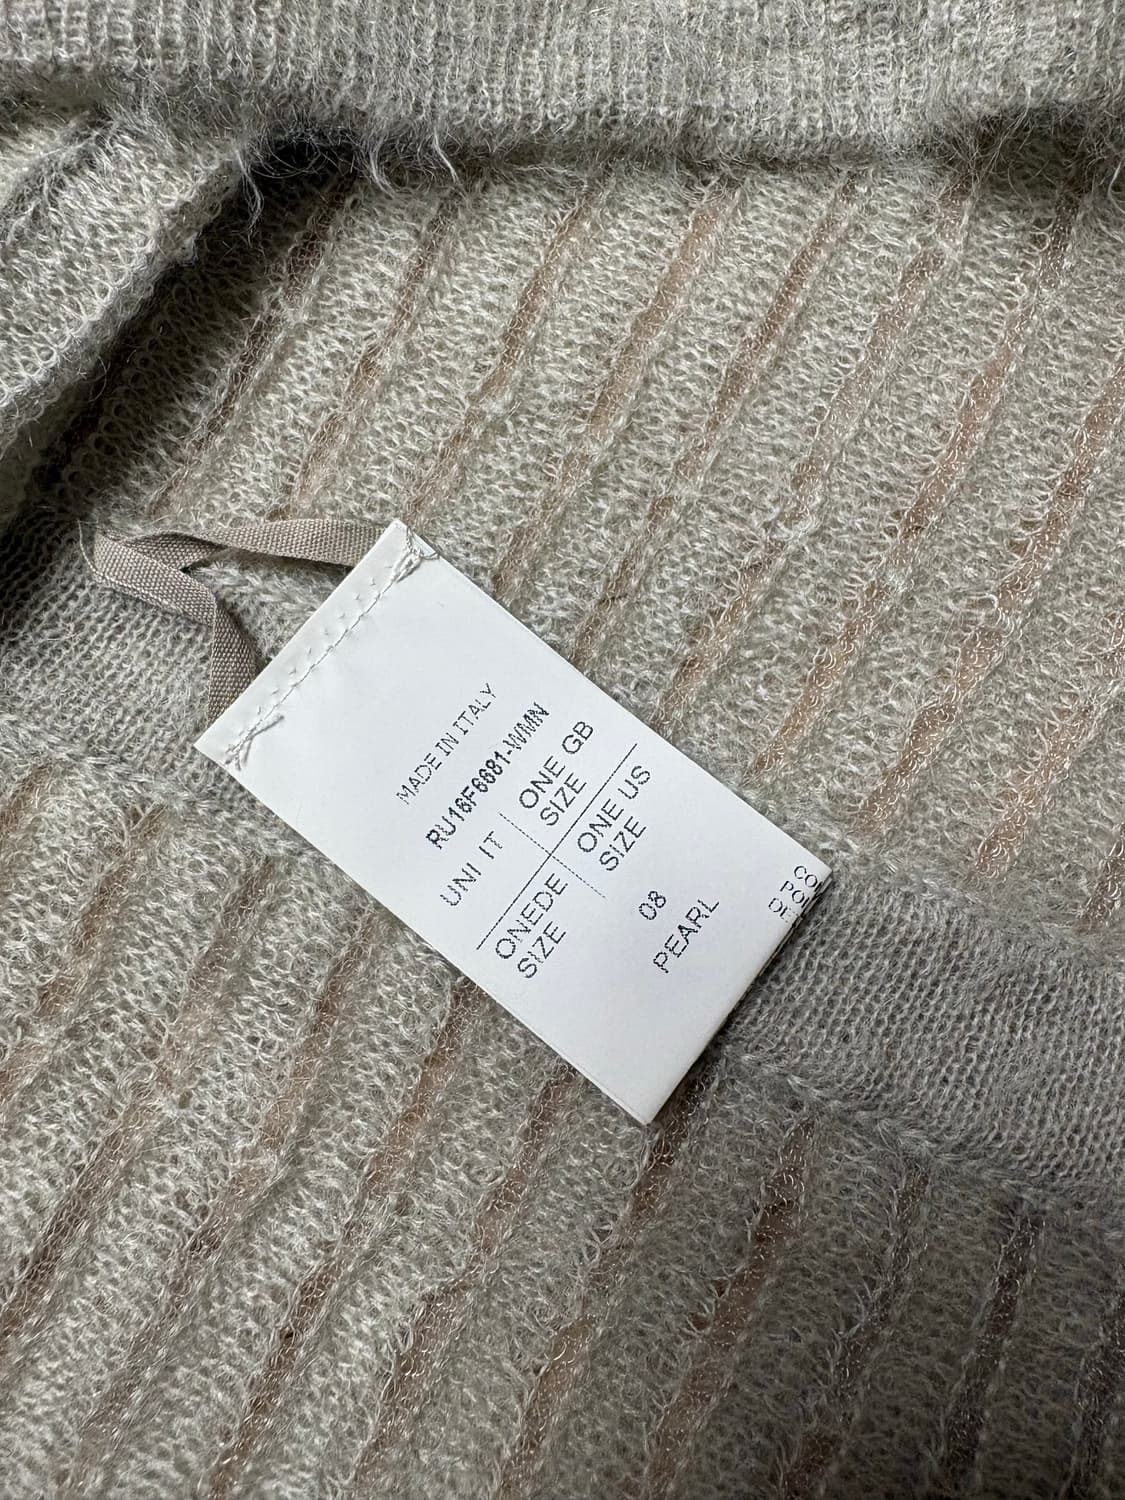 MADE IN ITALY
RU16F6681-WMN
UNI IT
ONE GB
SIZE
ONEDE
SIZE
ONE US
SIZE
08
PEARL